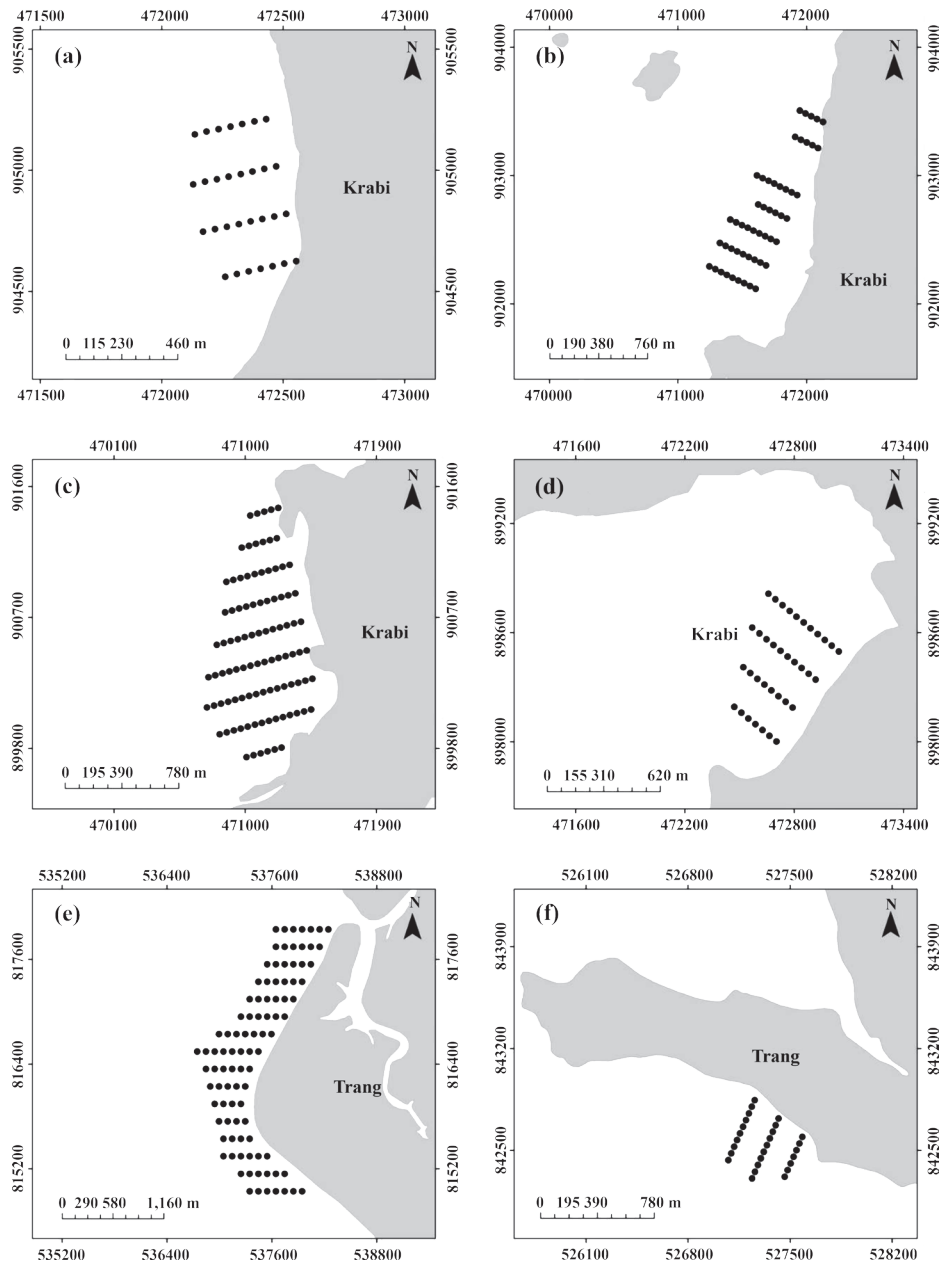 471500 472000 472500 473000
(a)
N
905500
905000
904500
905500
905000
904500
Krabi
0 115 230 460 m
471500 472000 472500 473000
470000 471000 472000
(b)
N
904000
903000
902000
904000
903000
902000
Krabi
0 190 380 760 m
470000 471000 472000
470100 471000 471900
(c)
N
901600
900700
899800
901600
900700
899800
Krabi
0 195 390 780 m
470100 471000 471900
471600 472200 472800 473400
(d)
N
899200
898600
898000
899200
898600
898000
Krabi
0 155 310 620 m
471600 472200 472800 473400
535200 536400 537600 538800
(e)
N
817600
816400
815200
817600
816400
815200
Trang
0 290 580 1,160 m
535200 536400 537600 538800
526100 526800 527500 528200
(f)
N
843900
843200
842500
843900
843200
842500
Trang
0 195 390 780 m
526100 526800 527500 528200